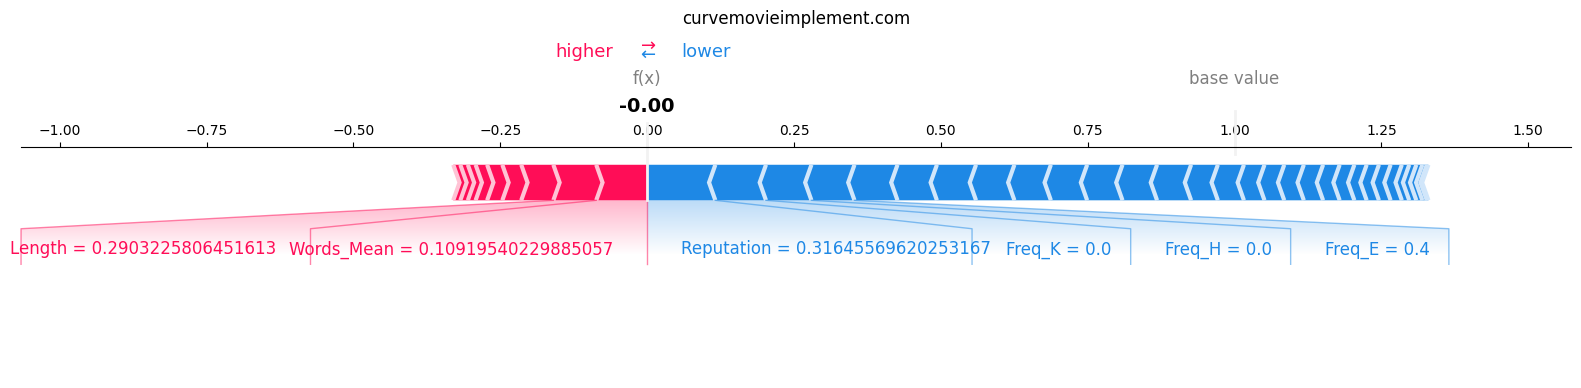 curvemovieimplement.com
higher → ← lower
f(x) base value
-0.00
−1.00 −0.75 −0.50 −0.25 0.00 0.25 0.50 0.75 1.00 1.25 1.50
Length = 0.2903225806451613 Words_Mean = 0.10919540229885057 Reputation = 0.31645569620253167 Freq_K = 0.0 Freq_H = 0.0 Freq_E = 0.4